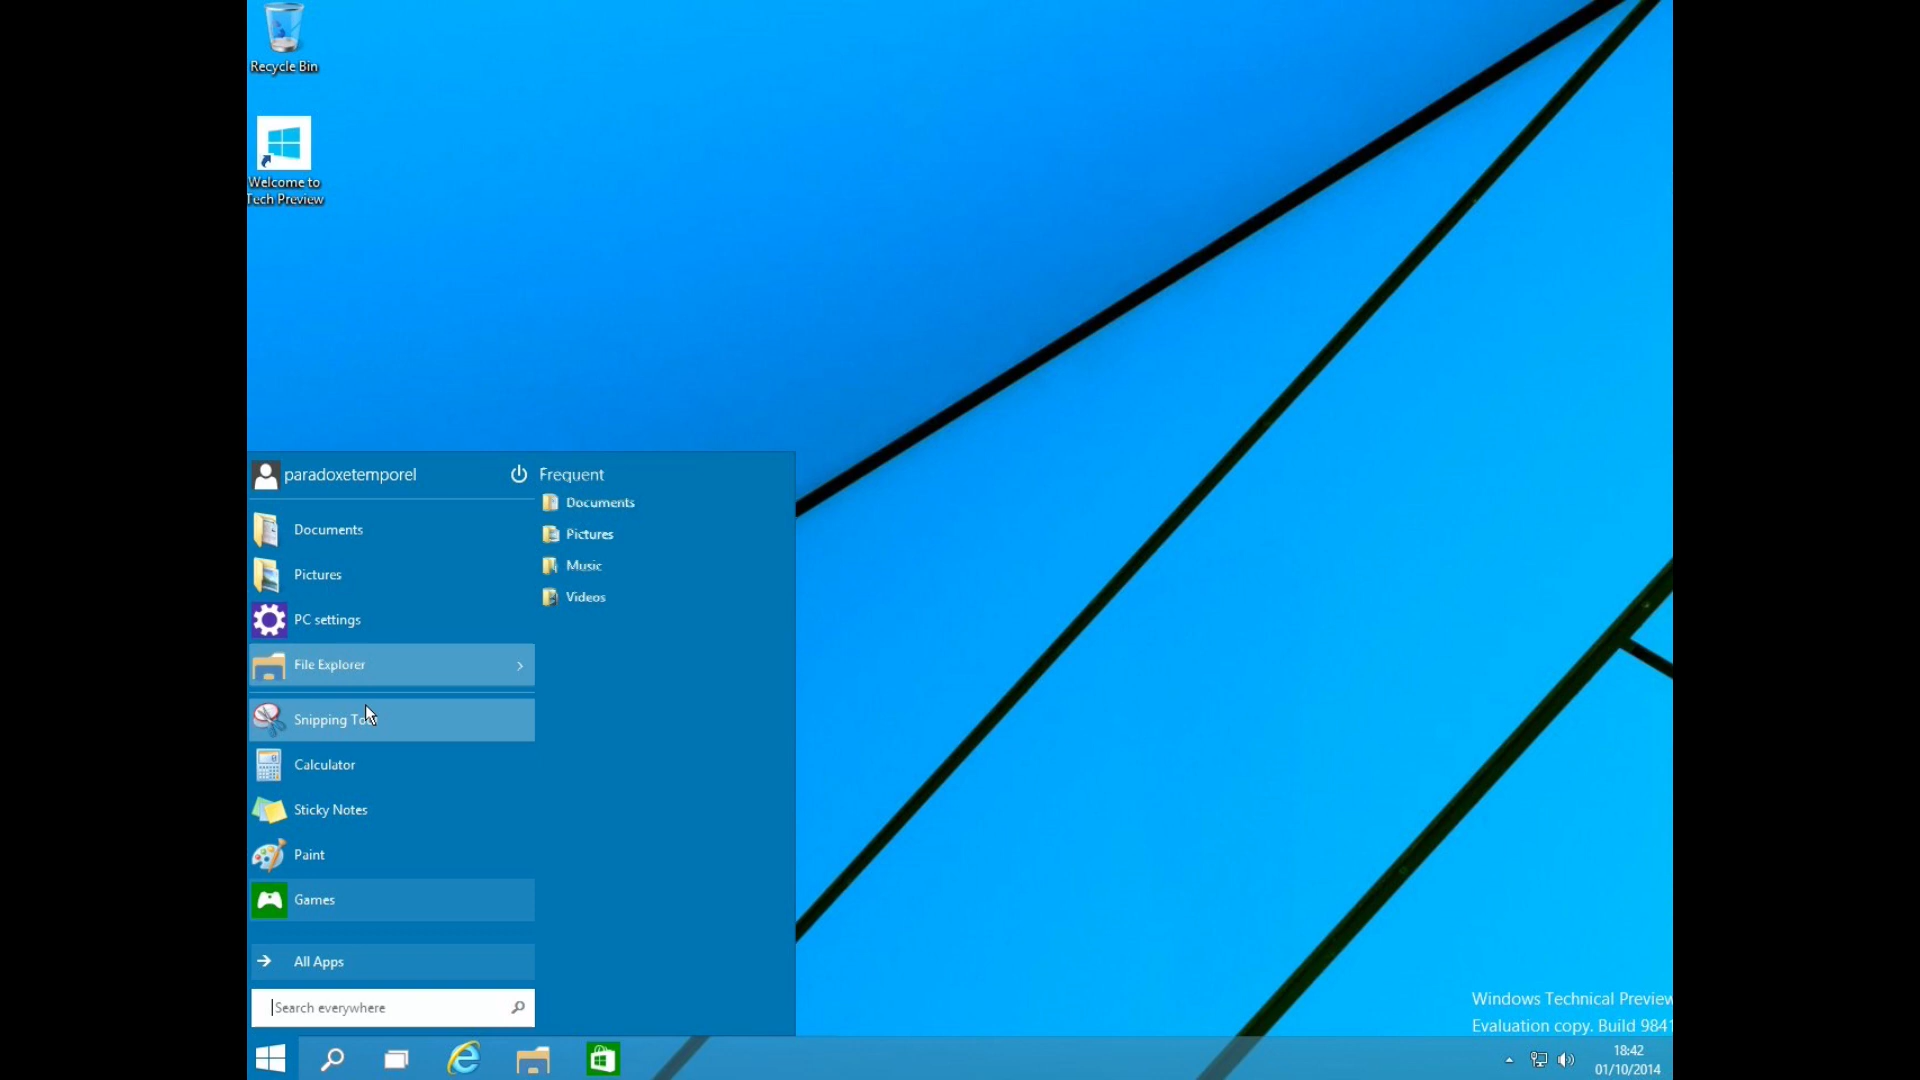 Recycle Bin
Welcome to
Tech Preview
paradoxetemporel
Documents
Pictures
PC settings
File Explorer
Snipping
Calculator
Sticky Notes
Paint
Games
All Apps
Search everywhere
Frequent
Documents
Pictures
Music
Videos
Windows Technical Preview
Evaluation copy. Build 9841
18:42
01/10/2014